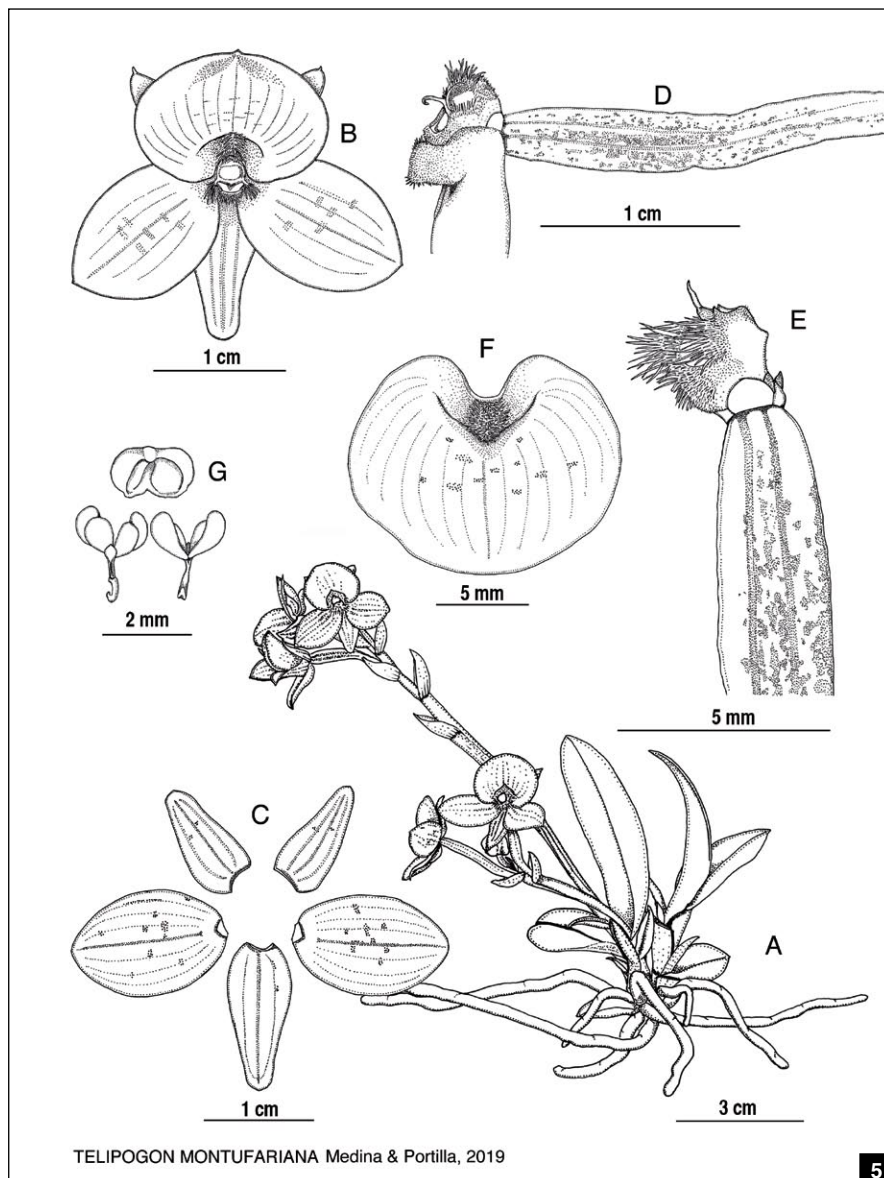 B
D
1 cm
1 cm
E
F
G
5 mm
2 mm
5 mm
C
A
1 cm
3 cm
TELIPOGON MONTUFARIANA Medina & Portilla, 2019
5